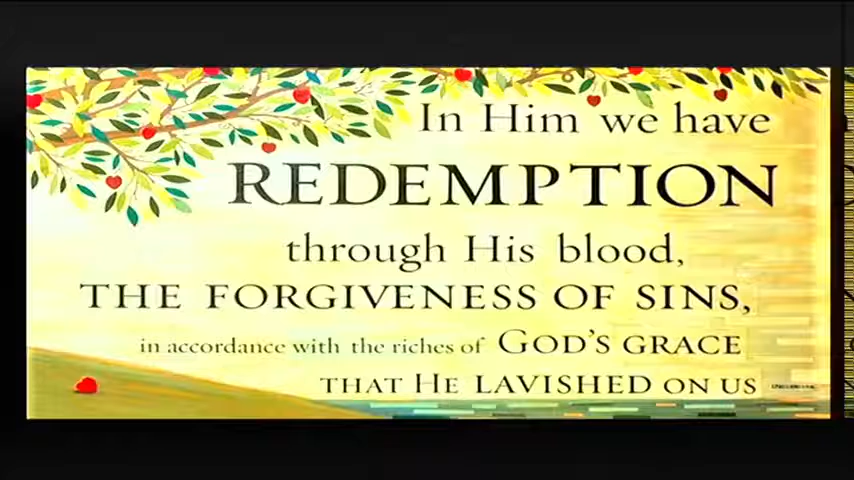 In Him we have
REDEMPTION
through His blood,
THE FORGIVENESS OF SINS,
in accordance with the riches of GOD'S GRACE
THAT HE LAVISHED ON US